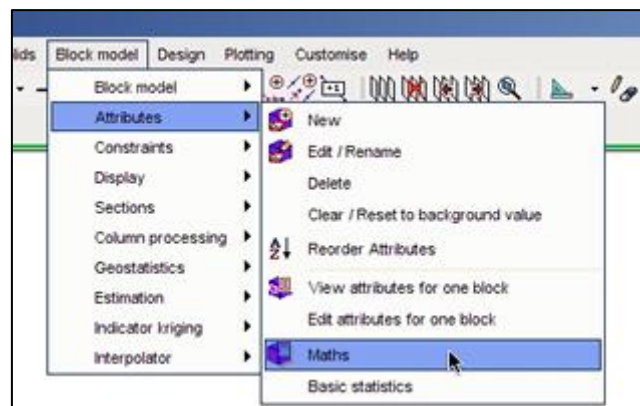 lids Block model Design Plotting Customise Help
Block model
Attributes
Constraints
Display
Sections
Column processing
Geostatistics
Estimation
Indicator kriging
Interpolator
New
Edit / Rename
Delete
Clear / Reset to background value
Reorder Attributes
View attributes for one block
Edit attributes for one block
Maths
Basic statistics